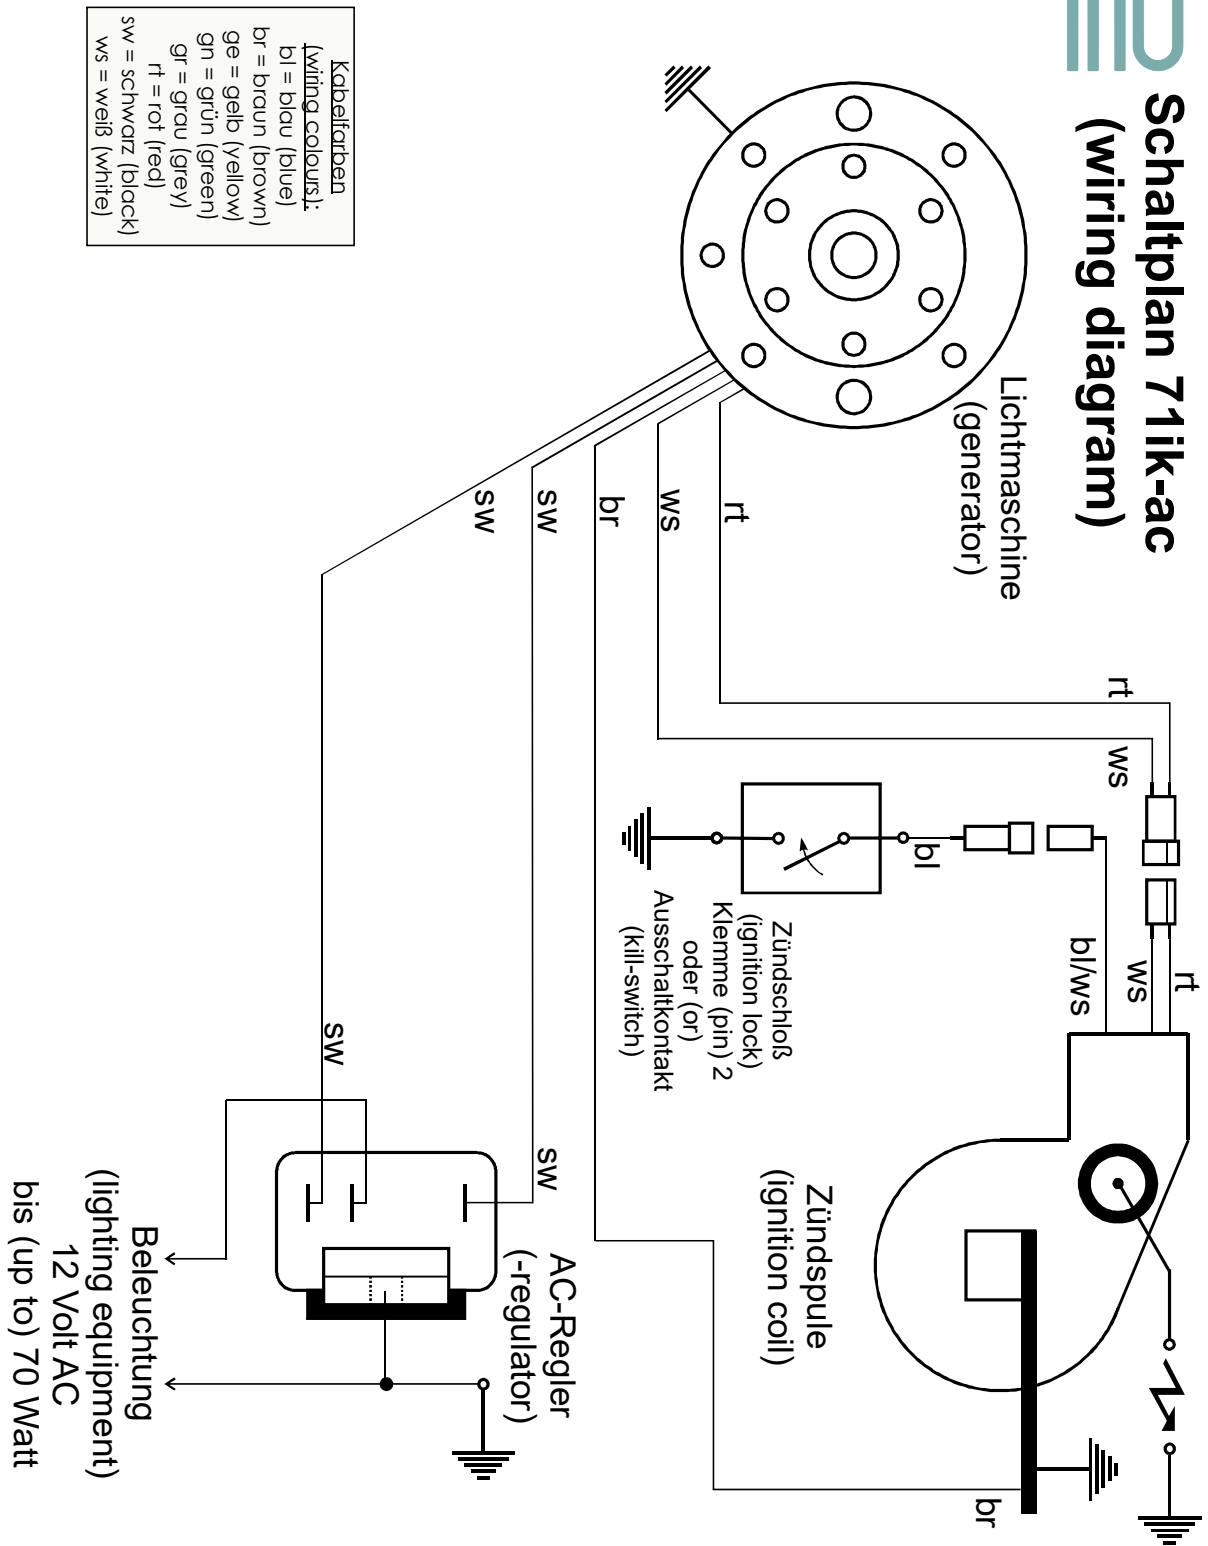 Schaltplan 71ik-ac
(wiring diagram)
Lichtmaschine
(generator)
rt
ws
br
sw
sw
rt
ws
rt
ws
bl/ws
bl
Zündschloß
(ignition lock)
Klemme (pin) 2
oder (or)
Ausschaltkontakt
(kill-switch)
Zündspule
(ignition coil)
br
sw
sw
AC-Regler
(-regulator)
Beleuchtung
(lighting equipment)
12 Volt AC
bis (up to) 70 Watt
Kabelfarben
(wiring colours):
bl = blau (blue)
br = braun (brown)
ge = gelb (yellow)
gn = grün (green)
gr = grau (grey)
rt = rot (red)
sw = schwarz (black)
ws = weiß (white)